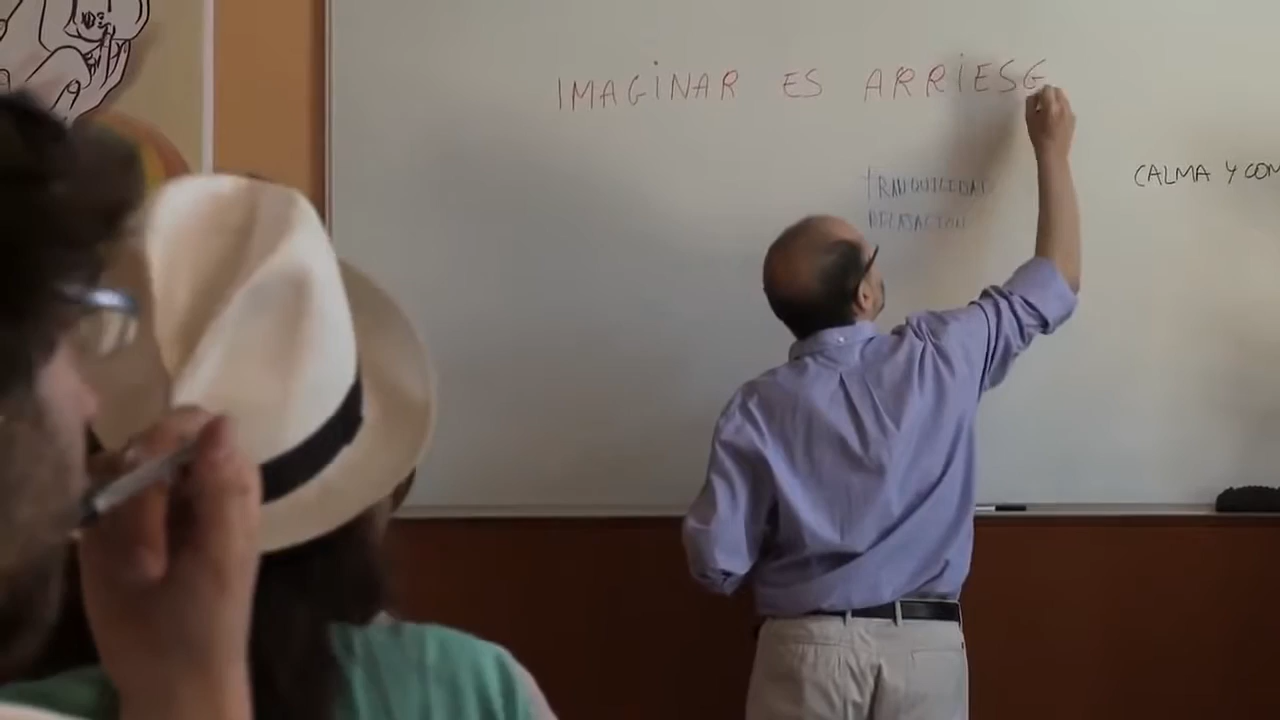 IMAGINAR ES ARRIESG
TRANQUILIDAD
RELAJACION
CALMA Y CON